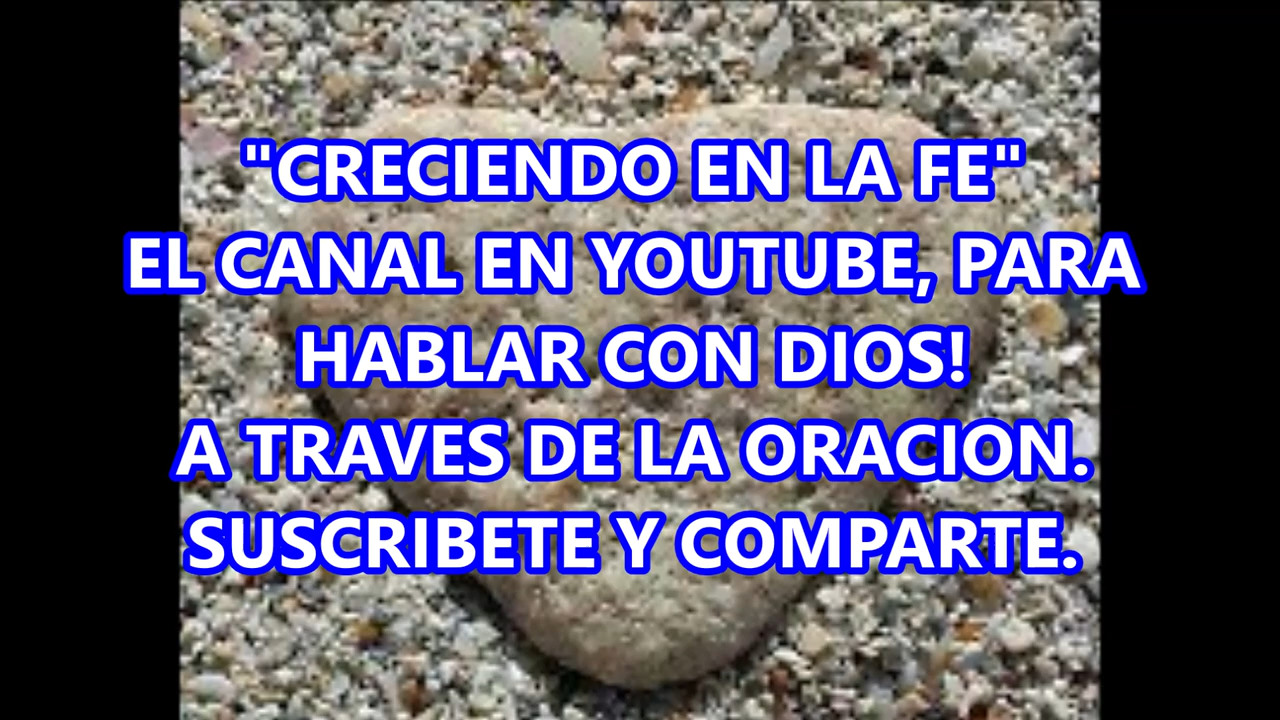 "CRECIENDO EN LA FE"
EL CANAL EN YOUTUBE, PARA
HABLAR CON DIOS!
A TRAVES DE LA ORACION.
SUSCRIBETE Y COMPARTE.